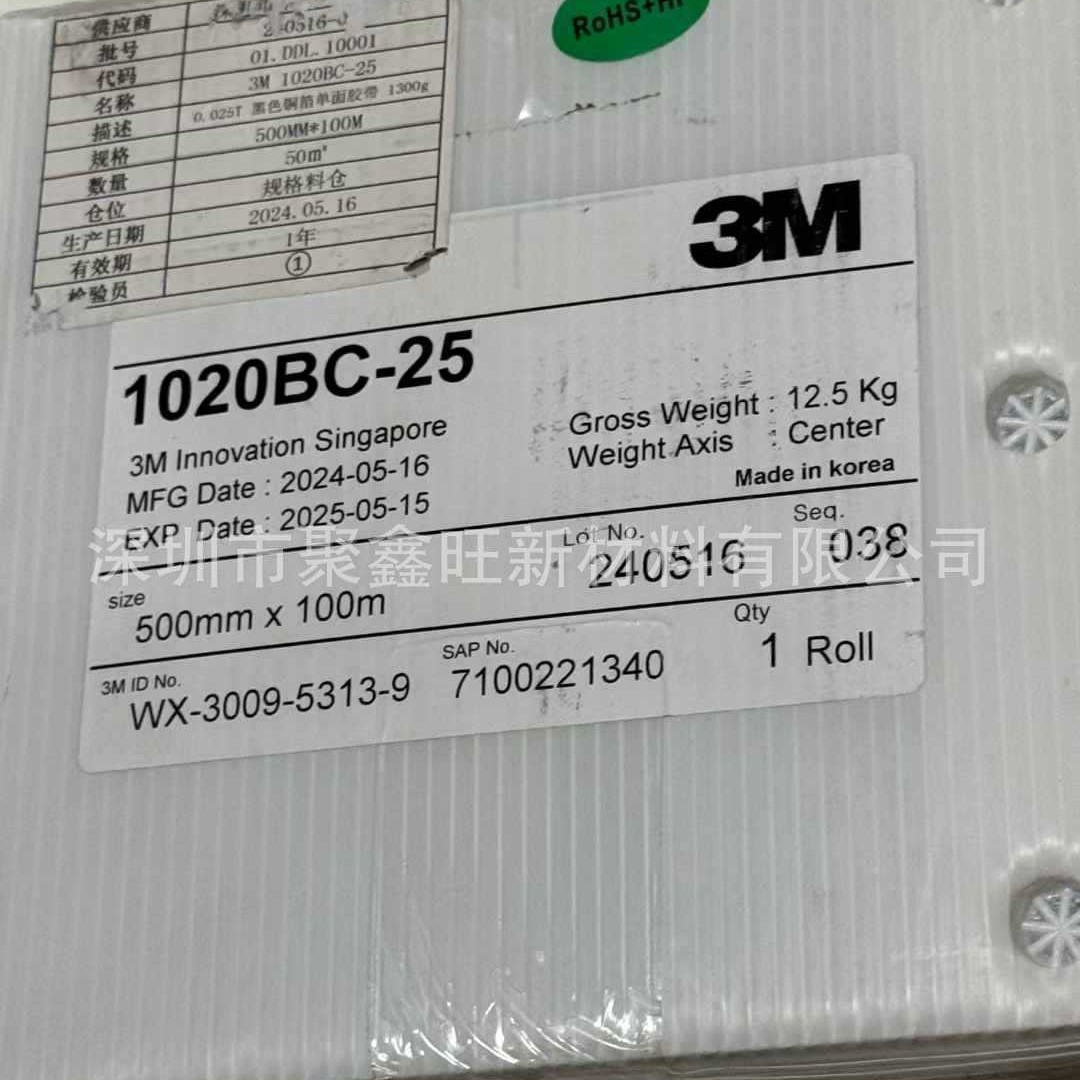 供应商
批号
01.DDL.10001
代码
3M 1020BC-25
名称
0.025T 黑色铜箔单面胶带 1300g
描述
500MM*100M
规格
50㎡
数量
规格料仓
仓位
2024.05.16
生产日期
1年
有效期
①
检验员
RoHS+HF
3M
1020BC-25
3M Innovation Singapore
MFG Date : 2024-05-16
EXP Date : 2025-05-15
Gross Weight : 12.5 Kg
Weight Axis : Center
Made in korea
size
500mm x 100m
Lot No.
240516
Seq.
038
3M ID No.
WX-3009-5313-9
SAP No.
7100221340
Qty
1 Roll
深圳市聚鑫旺新材料有限公司